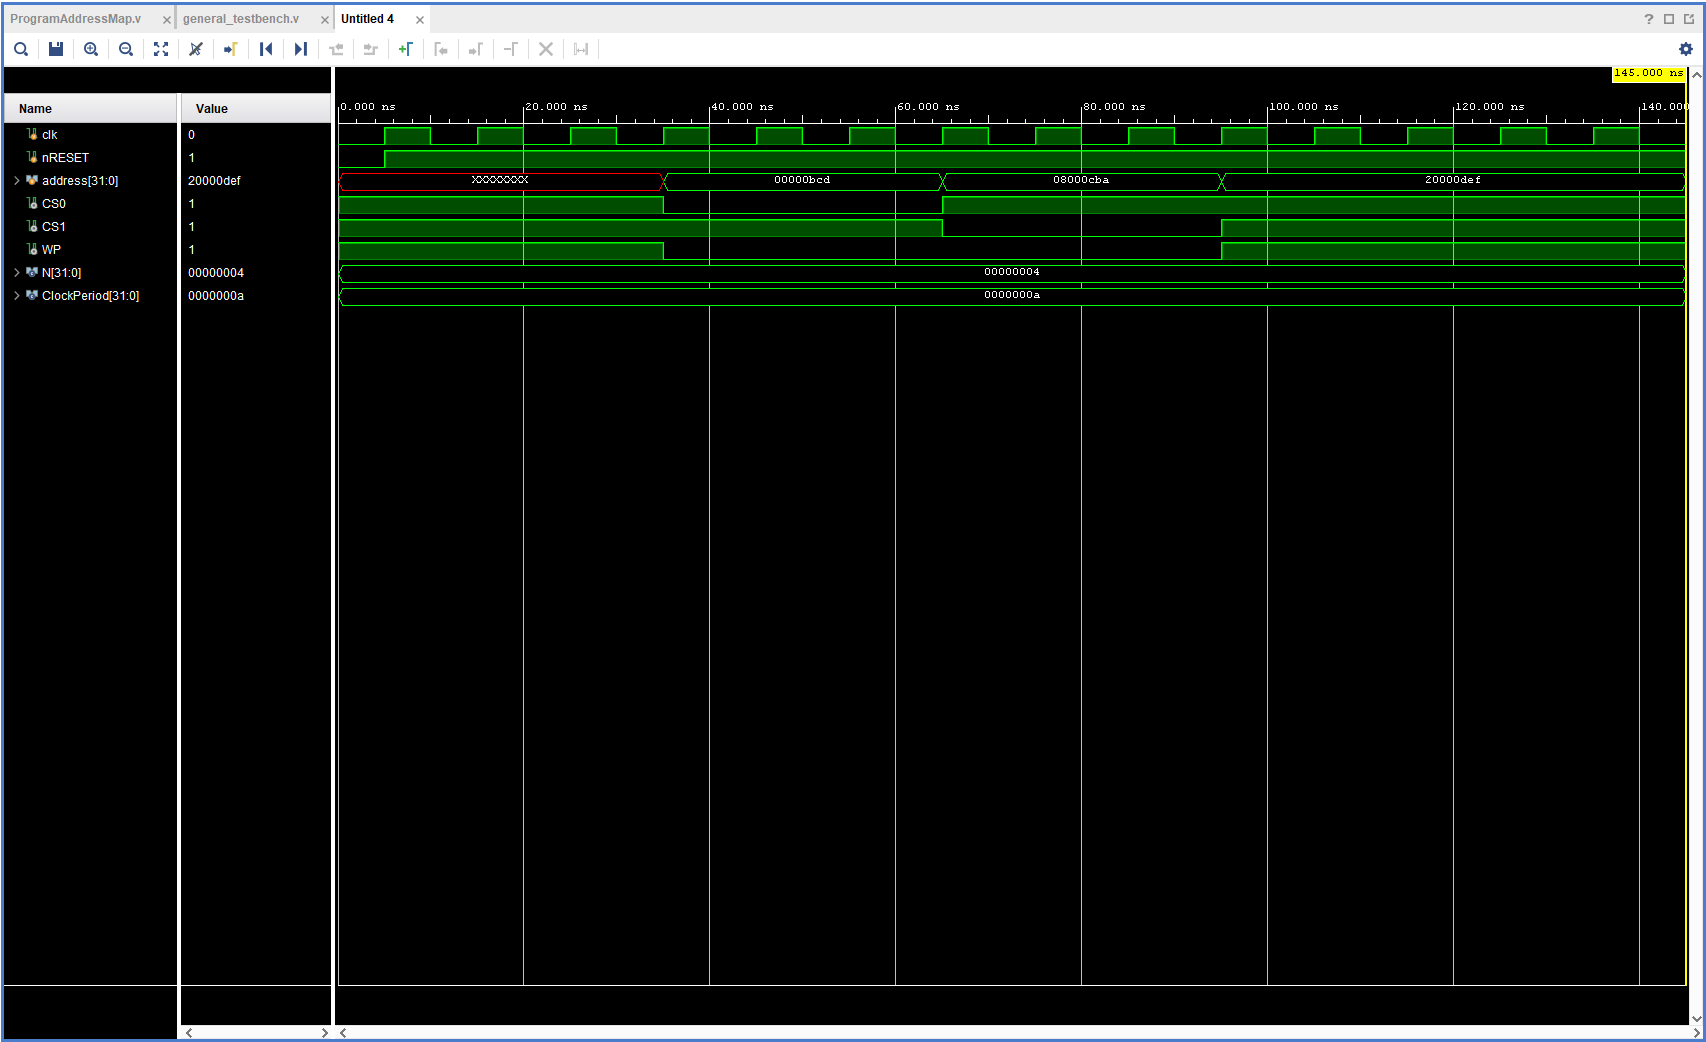 ProgramAddressMap.v × general_testbench.v × Untitled 4 ×
?
145.000 ns
Name Value
0.000 ns 20.000 ns 40.000 ns 60.000 ns 80.000 ns 100.000 ns 120.000 ns 140.000
clk 0
nRESET 1
address[31:0] 20000def XXXXXXXX 00000bcd 08000cba 20000def
CS0 1
CS1 1
WP 1
N[31:0] 00000004 00000004
ClockPeriod[31:0] 0000000a 0000000a